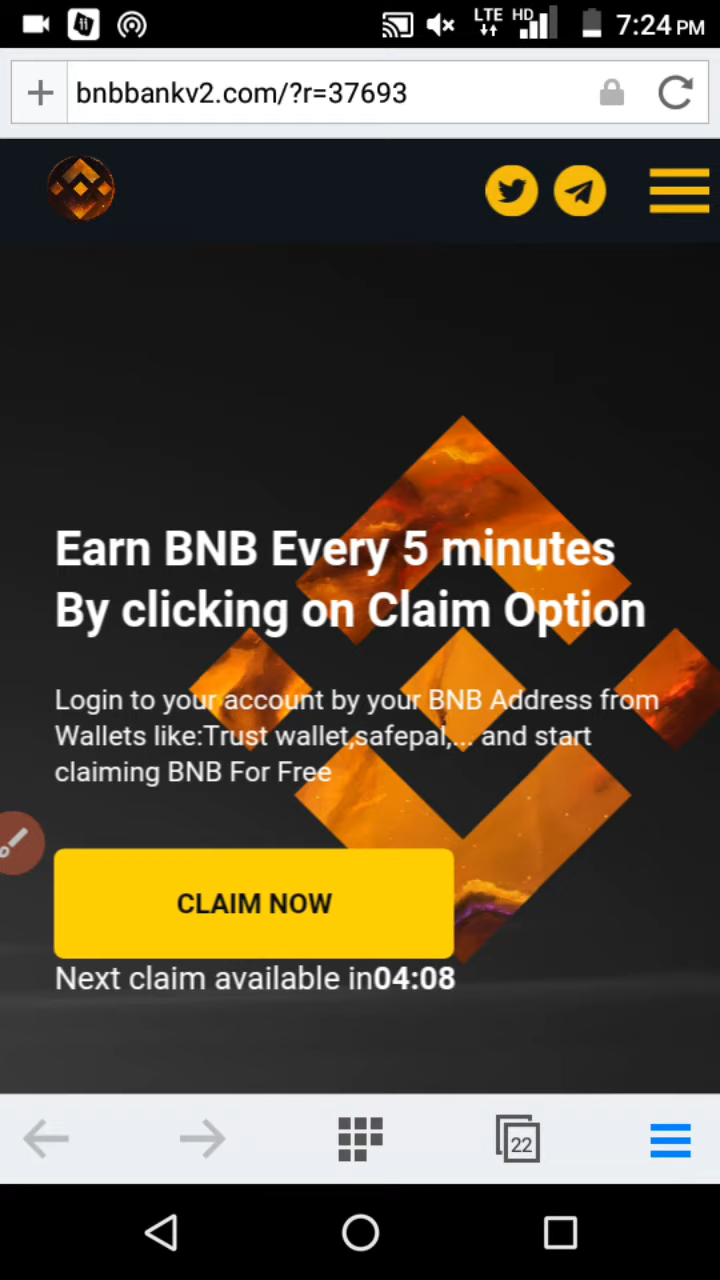 LTE HD 7:24 PM
bnbbankv2.com/?r=37693
Earn BNB Every 5 minutes
By clicking on Claim Option
Login to your account by your BNB Address from
Wallets like:Trust wallet,safepal,... and start
claiming BNB For Free
CLAIM NOW
Next claim available in04:08
22